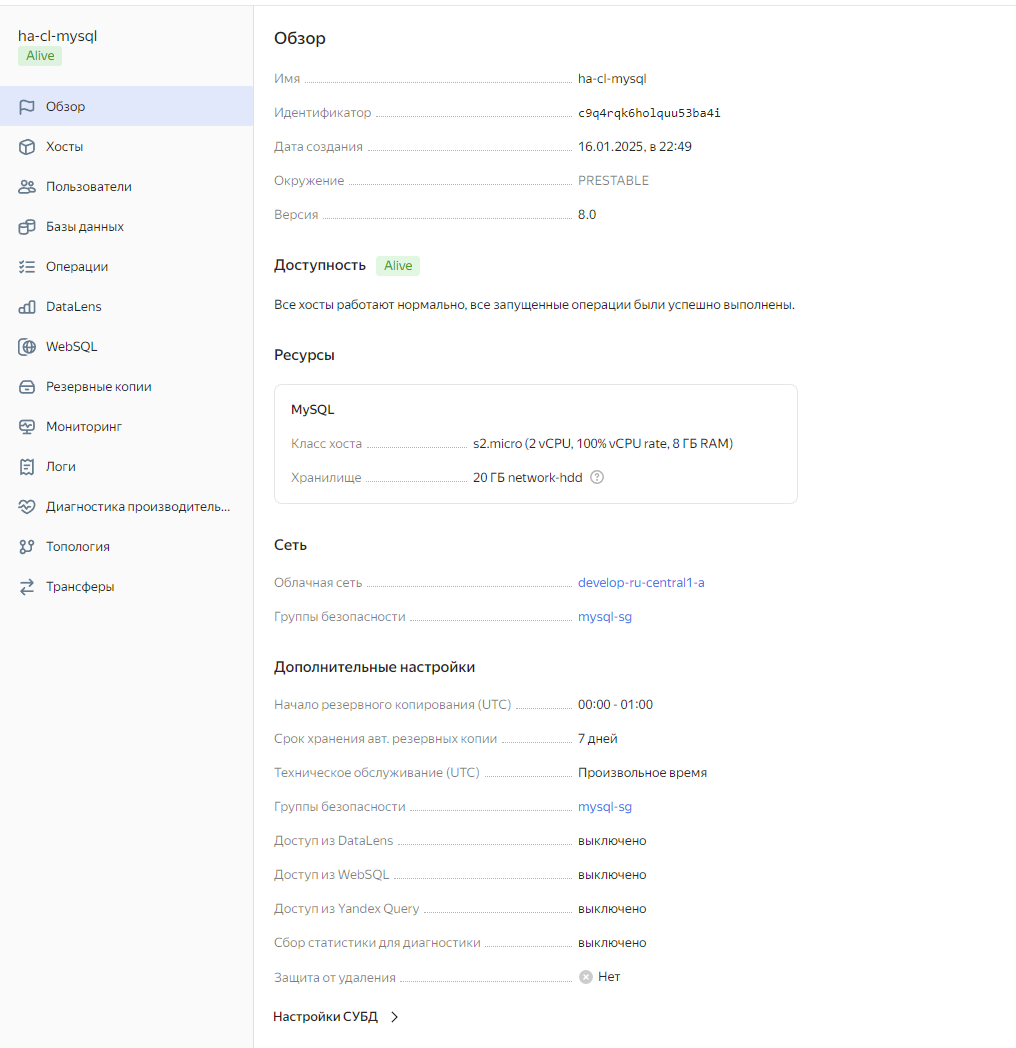 ha-cl-mysql
Alive
Обзор
Хосты
Пользователи
Базы данных
Операции
DataLens
WebSQL
Резервные копии
Мониторинг
Логи
Диагностика производитель...
Топология
Трансферы
Обзор
Имя ha-cl-mysql
Идентификатор c9q4rqk6holquu53ba4i
Дата создания 16.01.2025, в 22:49
Окружение PRESTABLE
Версия 8.0
Доступность Alive
Все хосты работают нормально, все запущенные операции были успешно выполнены.
Ресурсы
MySQL
Класс хоста s2.micro (2 vCPU, 100% vCPU rate, 8 ГБ RAM)
Хранилище 20 ГБ network-hdd
Сеть
Облачная сеть develop-ru-central1-a
Группы безопасности mysql-sg
Дополнительные настройки
Начало резервного копирования (UTC) 00:00 - 01:00
Срок хранения авт. резервных копии 7 дней
Техническое обслуживание (UTC) Произвольное время
Группы безопасности mysql-sg
Доступ из DataLens выключено
Доступ из WebSQL выключено
Доступ из Yandex Query выключено
Сбор статистики для диагностики выключено
Защита от удаления Нет
Настройки СУБД